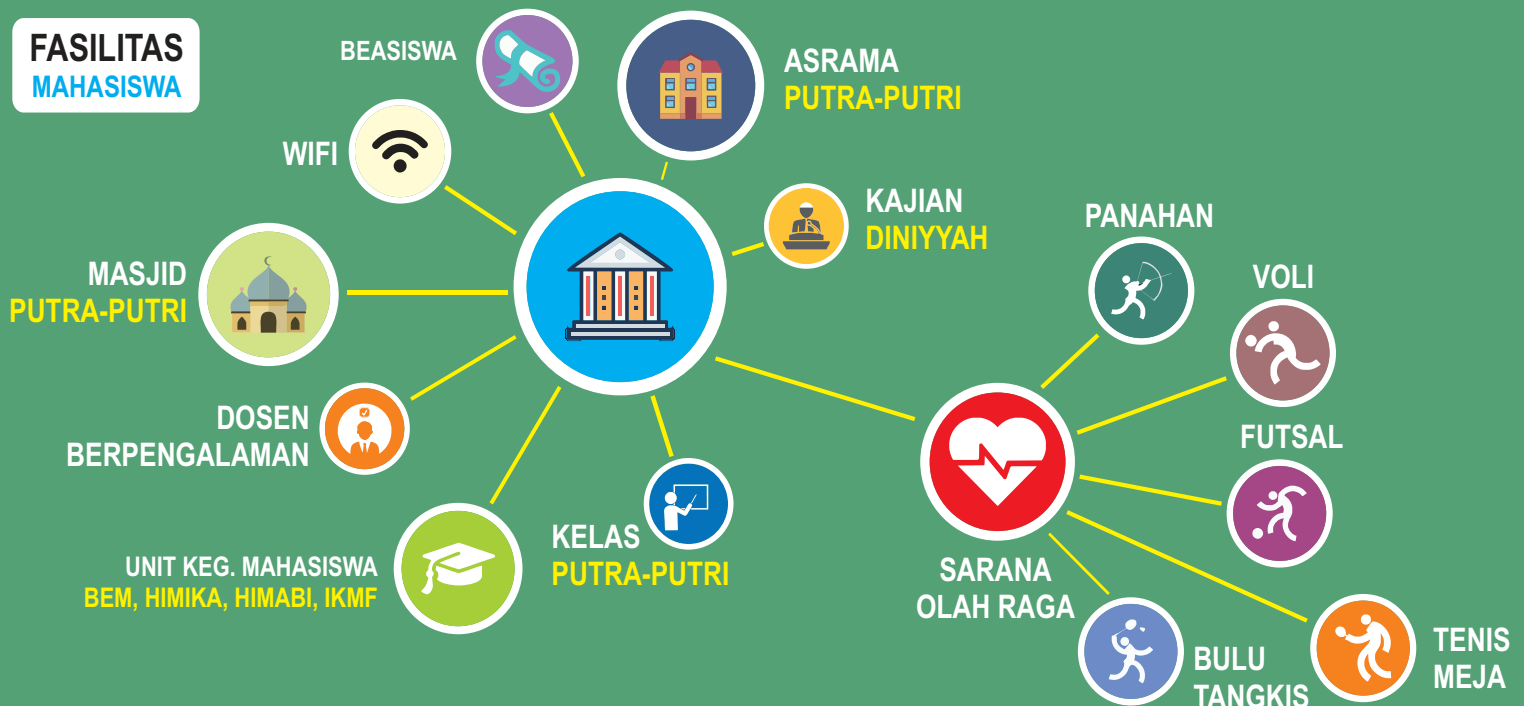 FASILITAS
MAHASISWA
BEASISWA
ASRAMA
PUTRA-PUTRI
WIFI
KAJIAN
DINIYYAH
MASJID
PUTRA-PUTRI
DOSEN
BERPENGALAMAN
UNIT KEG. MAHASISWA
BEM, HIMIKA, HIMABI, IKMF
KELAS
PUTRA-PUTRI
PANAHAN
VOLI
FUTSAL
SARANA
OLAH RAGA
BULU
TANGKIS
TENIS
MEJA